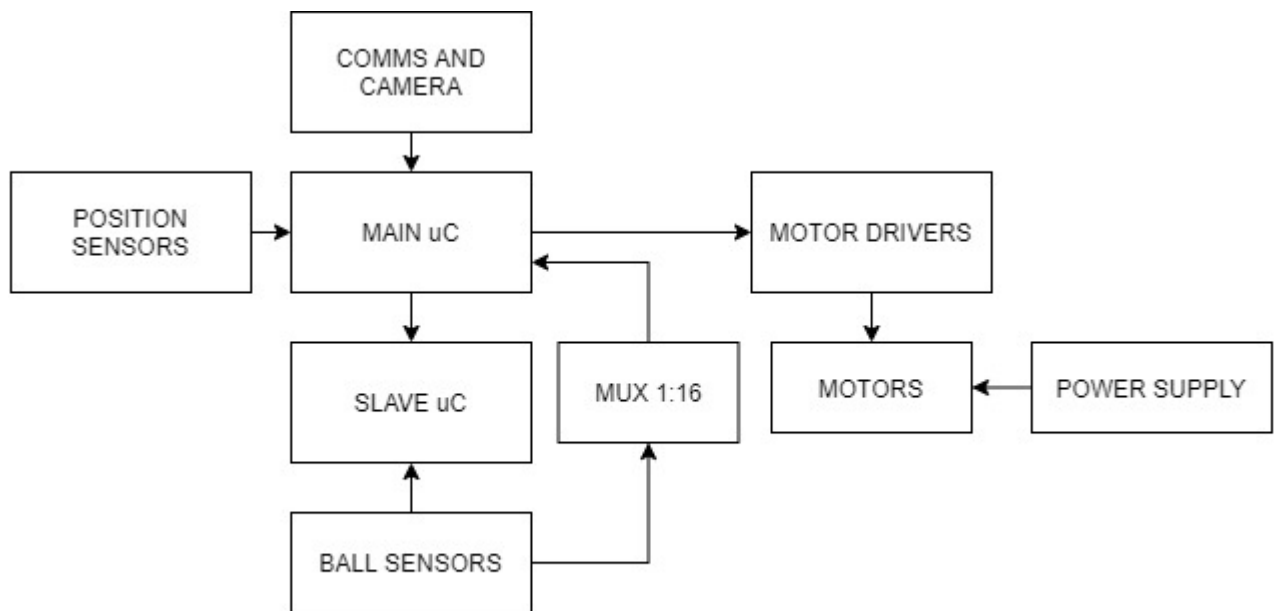 COMMS AND
CAMERA
POSITION
SENSORS
MAIN uC
MOTOR DRIVERS
SLAVE uC
MUX 1:16
MOTORS
POWER SUPPLY
BALL SENSORS